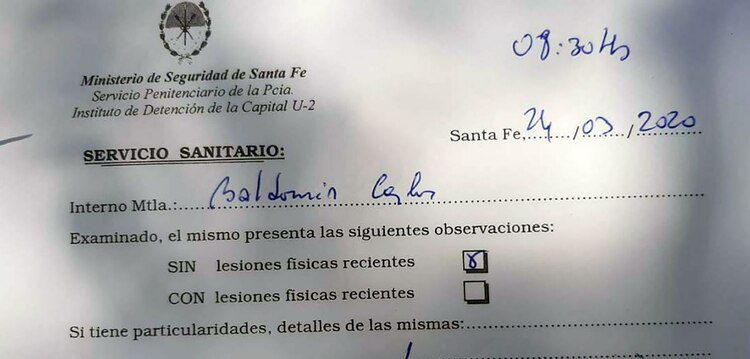 08:30Hs
Ministerio de Seguridad de Santa Fe
Servicio Penitenciario de la Pcia.
Instituto de Detención de la Capital U-2
Santa Fe, 24/03/2020
SERVICIO SANITARIO:
Interno Mtla.: Baldomin Carlos
Examinado, el mismo presenta las siguientes observaciones:
SIN lesiones fisicas recientes
CON lesiones fisicas recientes
Si tiene particularidades, detalles de las mismas: